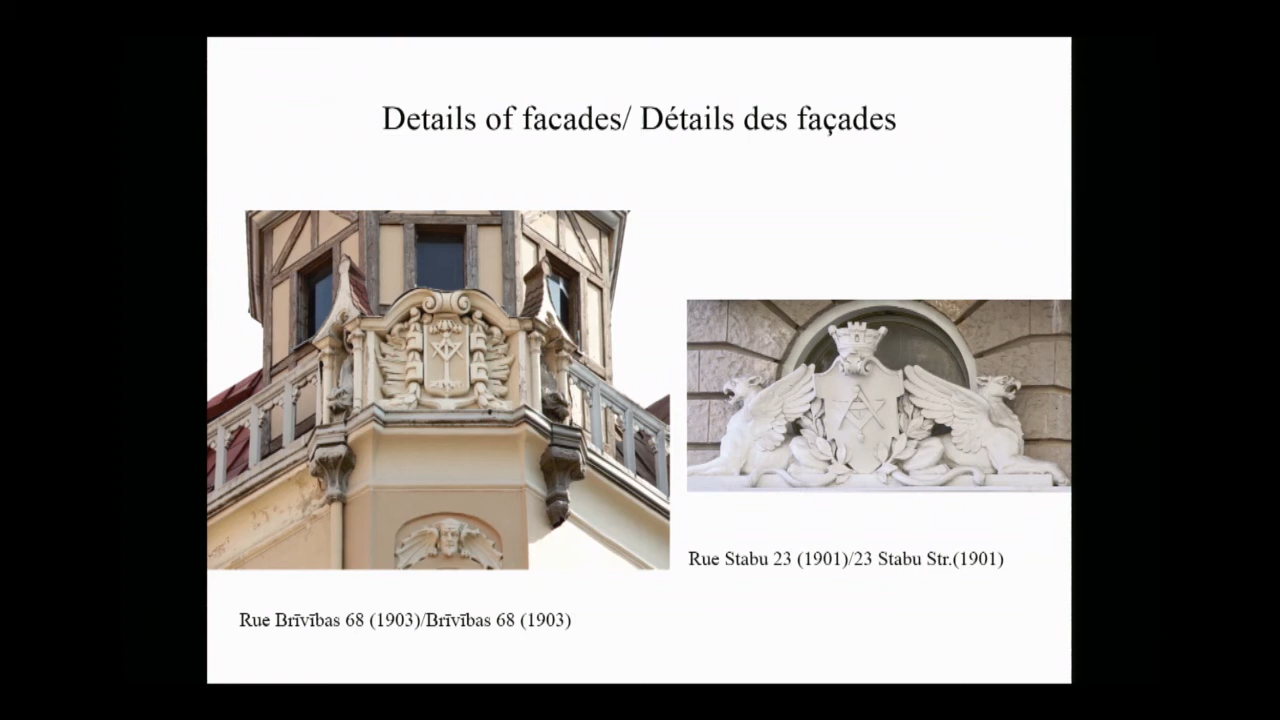 Details of facades/ Détails des façades
Rue Stabu 23 (1901)/23 Stabu Str.(1901)
Rue Brīvības 68 (1903)/Brīvības 68 (1903)